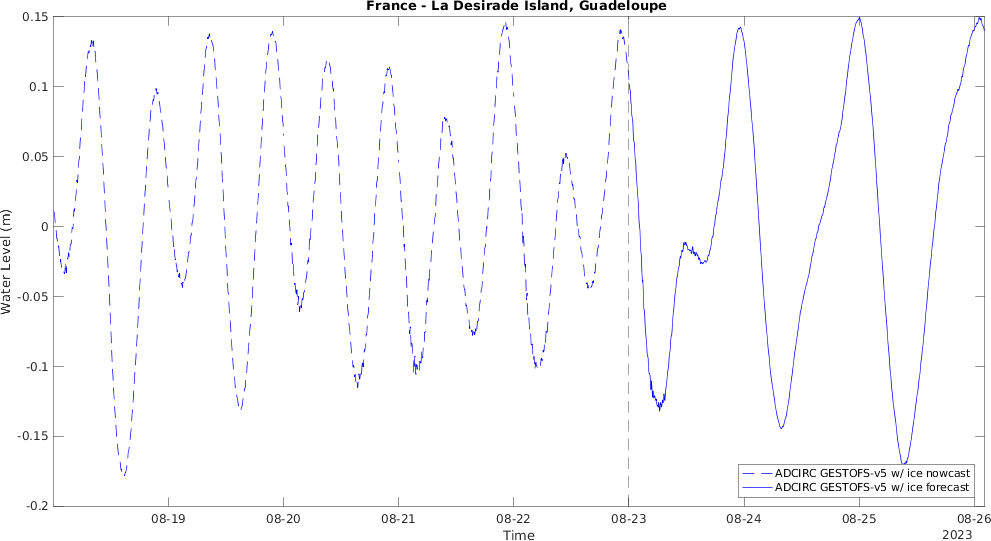 France - La Desirade Island, Guadeloupe
Water Level (m)
0.15
0.1
0.05
0
-0.05
-0.1
-0.15
-0.2
ADCIRC GESTOFS-v5 w/ ice nowcast
ADCIRC GESTOFS-v5 w/ ice forecast
08-19 08-20 08-21 08-22 08-23 08-24 08-25 08-26
Time
2023